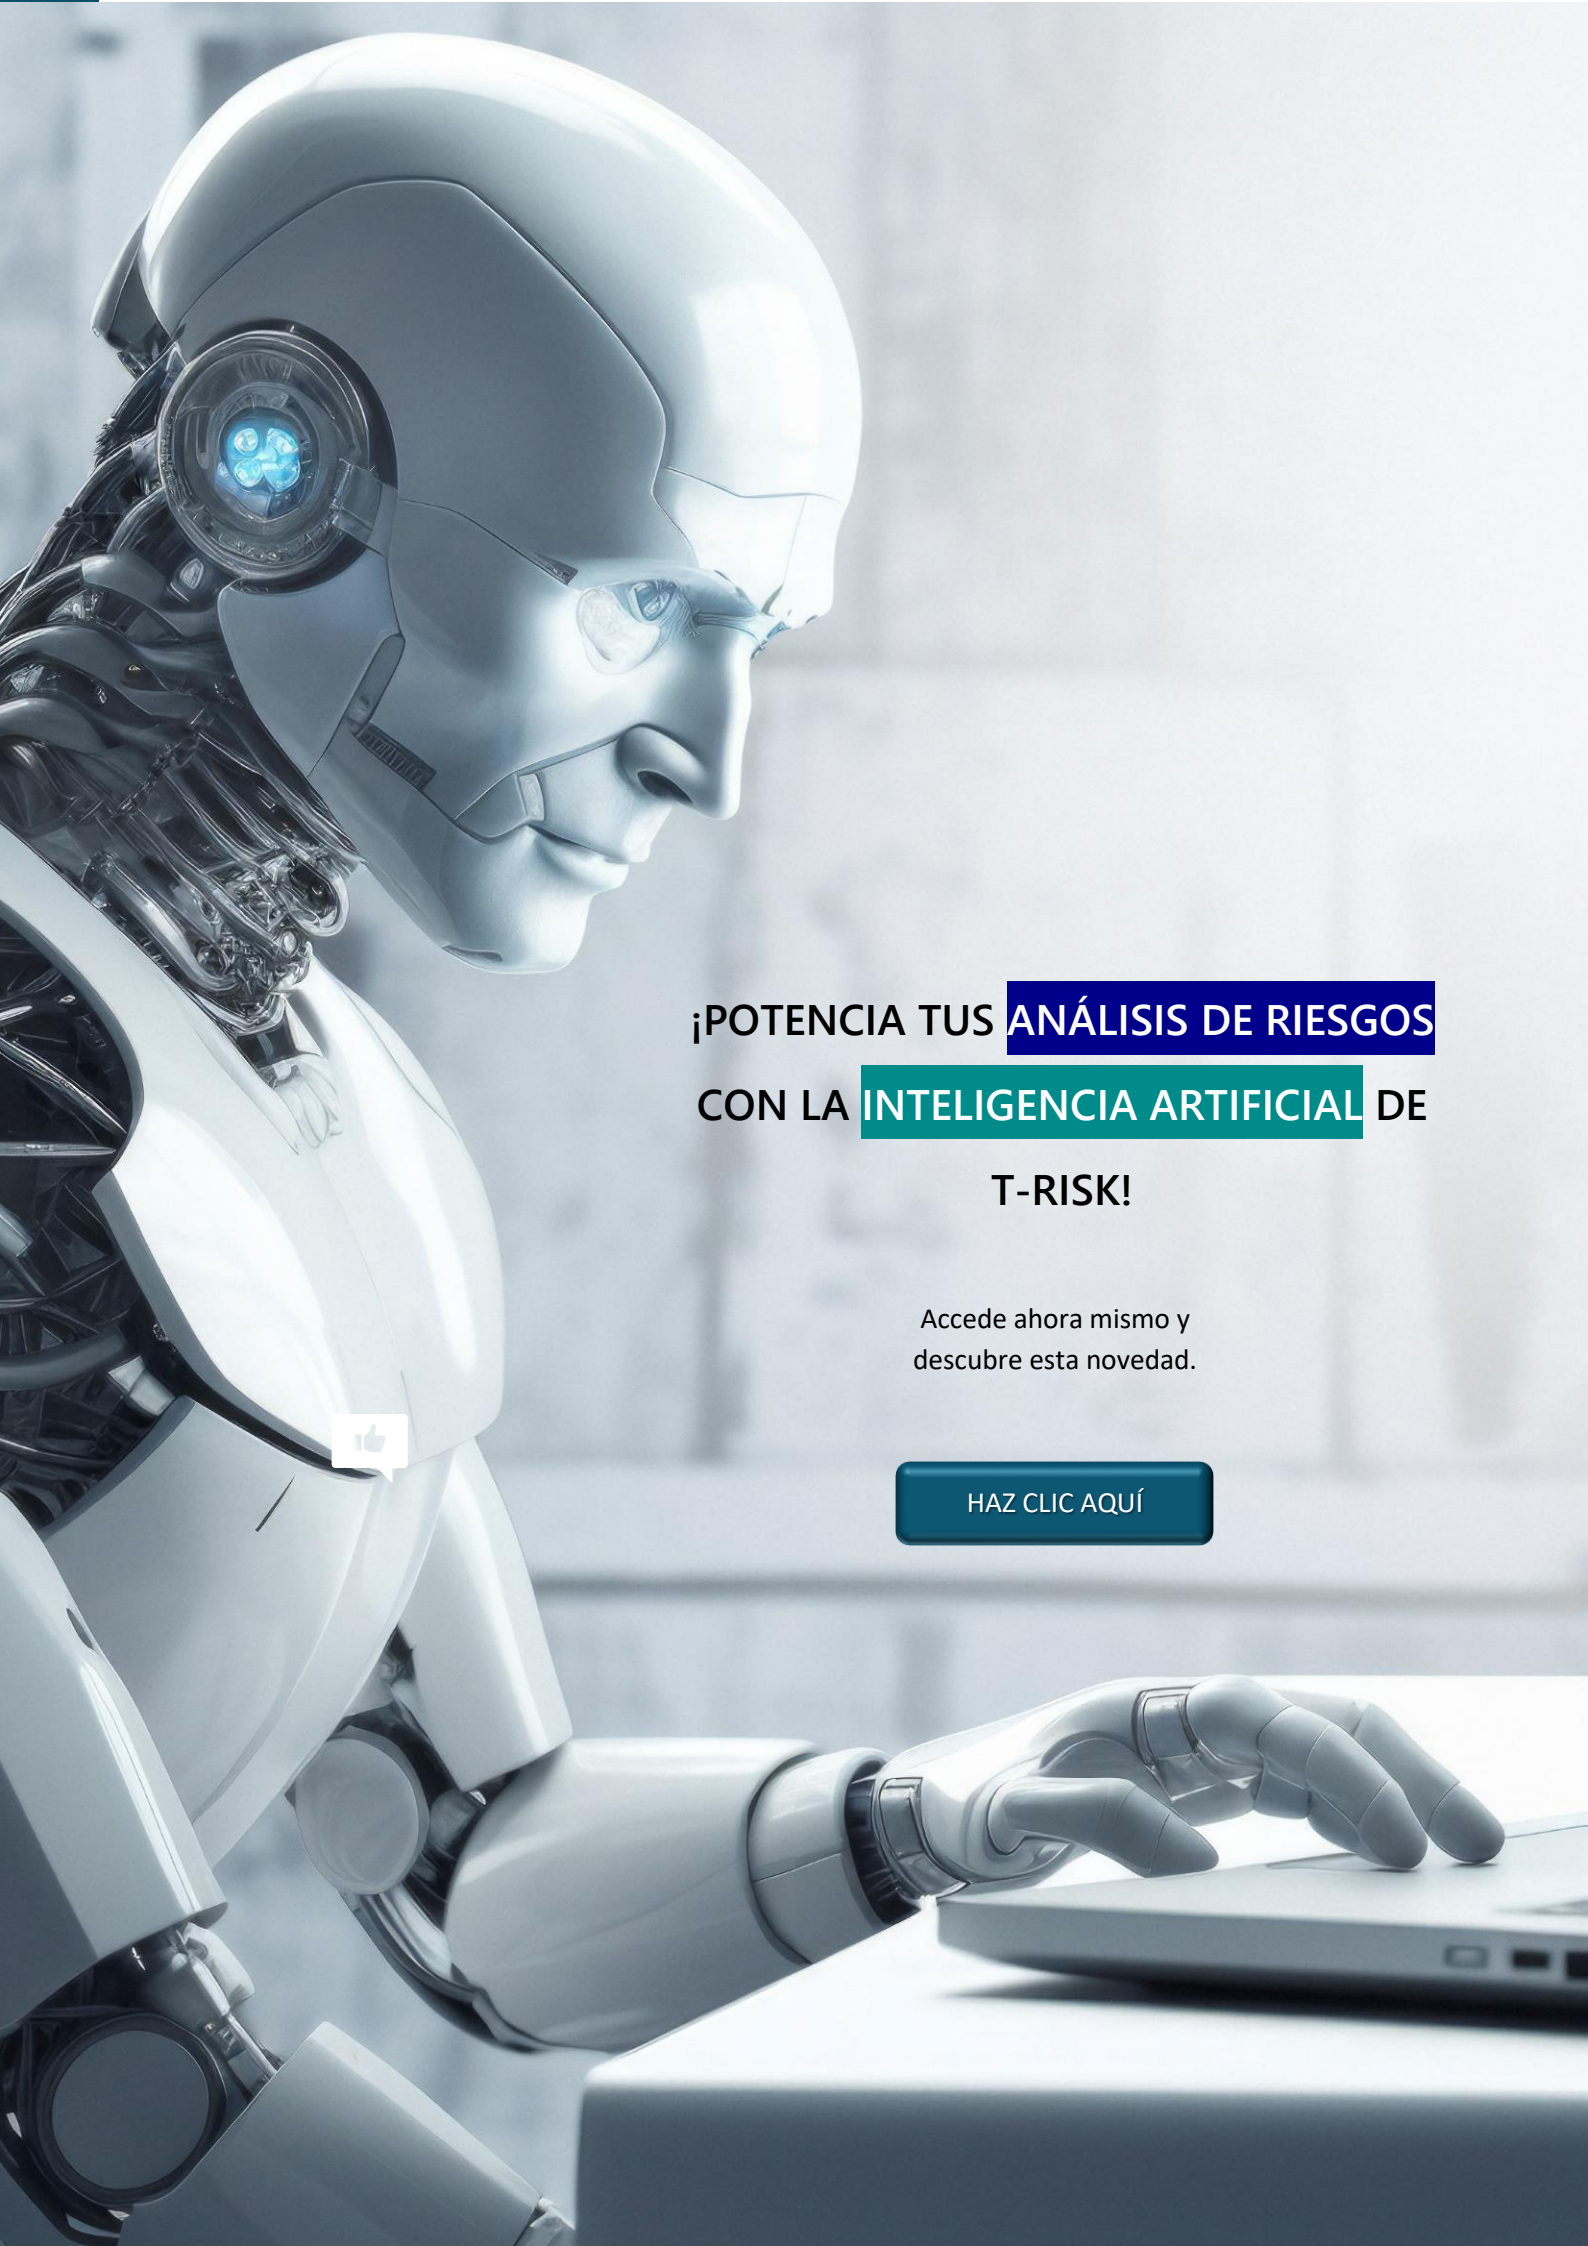 ¡POTENCIA TUS ANÁLISIS DE RIESGOS
CON LA INTELIGENCIA ARTIFICIAL DE
T-RISK!
Accede ahora mismo y
descubre esta novedad.
HAZ CLIC AQUÍ